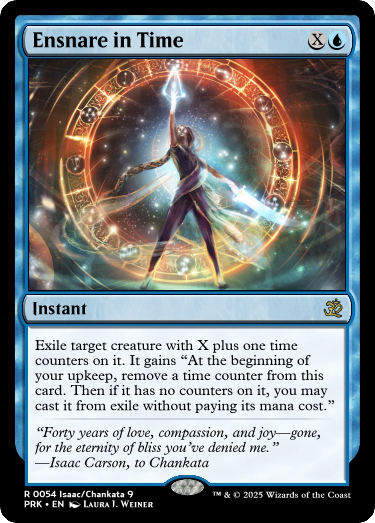 Ensnare in Time
X
Instant
Exile target creature with X plus one time
counters on it. It gains “At the beginning of
your upkeep, remove a time counter from this
card. Then if it has no counters on it, you may
cast it from exile without paying its mana cost.”
“Forty years of love, compassion, and joy—gone,
for the eternity of bliss you’ve denied me.”
—Isaac Carson, to Chankata
R 0054 Isaac/Chankata 9
PRK • EN Laura J. Weiner
™ & © 2025 Wizards of the Coast